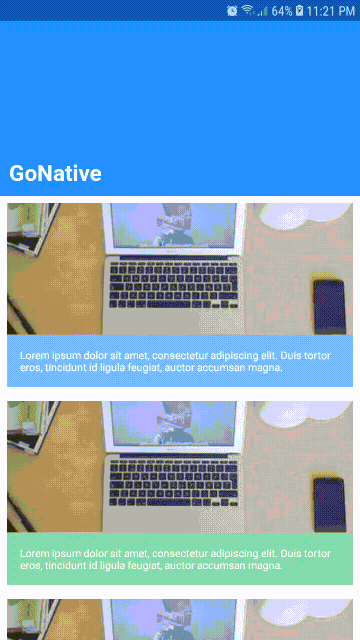 64% 11:21 PM
GoNative
Lorem ipsum dolor sit amet, consectetur adipiscing elit. Duis tortor
eros, tincidunt id ligula feugiat, auctor accumsan magna.
Lorem ipsum dolor sit amet, consectetur adipiscing elit. Duis tortor
eros, tincidunt id ligula feugiat, auctor accumsan magna.